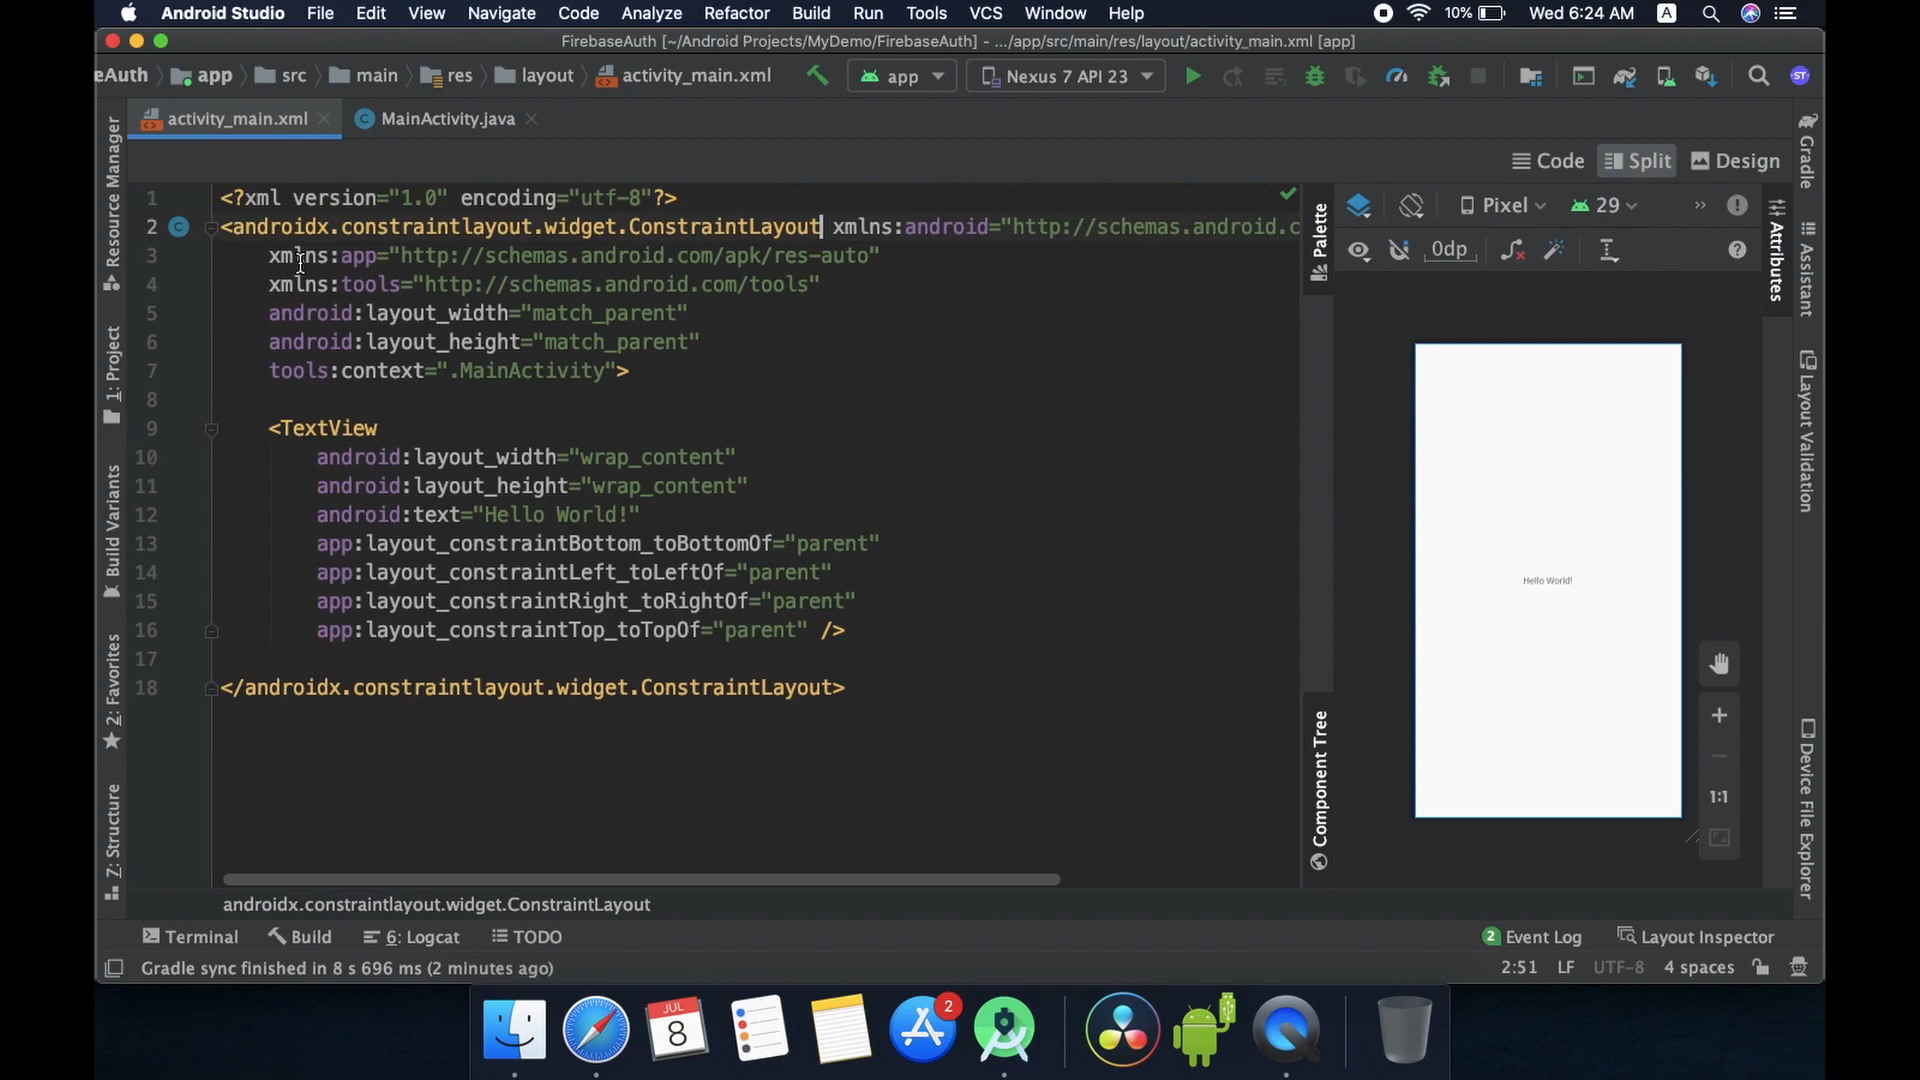 Android Studio File Edit View Navigate Code Analyze Refactor Build Run Tools VCS Window Help 10% Wed 6:24 AM A
FirebaseAuth [~/Android Projects/MyDemo/FirebaseAuth] - .../app/src/main/res/layout/activity_main.xml [app]
eAuth app src main res layout activity_main.xml app Nexus 7 API 23 ST
activity_main.xml MainActivity.java
Code Split Design
1 <?xml version="1.0" encoding="utf-8"?>
2 <androidx.constraintlayout.widget.ConstraintLayout xmlns:android="http://schemas.android.c
3 xmlns:app="http://schemas.android.com/apk/res-auto"
4 xmlns:tools="http://schemas.android.com/tools"
5 android:layout_width="match_parent"
6 android:layout_height="match_parent"
7 tools:context=".MainActivity">
8
9 <TextView
10 android:layout_width="wrap_content"
11 android:layout_height="wrap_content"
12 android:text="Hello World!"
13 app:layout_constraintBottom_toBottomOf="parent"
14 app:layout_constraintLeft_toLeftOf="parent"
15 app:layout_constraintRight_toRightOf="parent"
16 app:layout_constraintTop_toTopOf="parent" />
17
18 </androidx.constraintlayout.widget.ConstraintLayout>
Resource Manager
1: Project
Build Variants
2: Favorites
7: Structure
Palette
Component Tree
Pixel 29
0dp
Hello World!
1:1
Attributes
Gradle
Assistant
Layout Validation
Device File Explorer
androidx.constraintlayout.widget.ConstraintLayout
Terminal Build 6: Logcat TODO 2 Event Log Layout Inspector
Gradle sync finished in 8 s 696 ms (2 minutes ago) 2:51 LF UTF-8 4 spaces
JUL
8
2